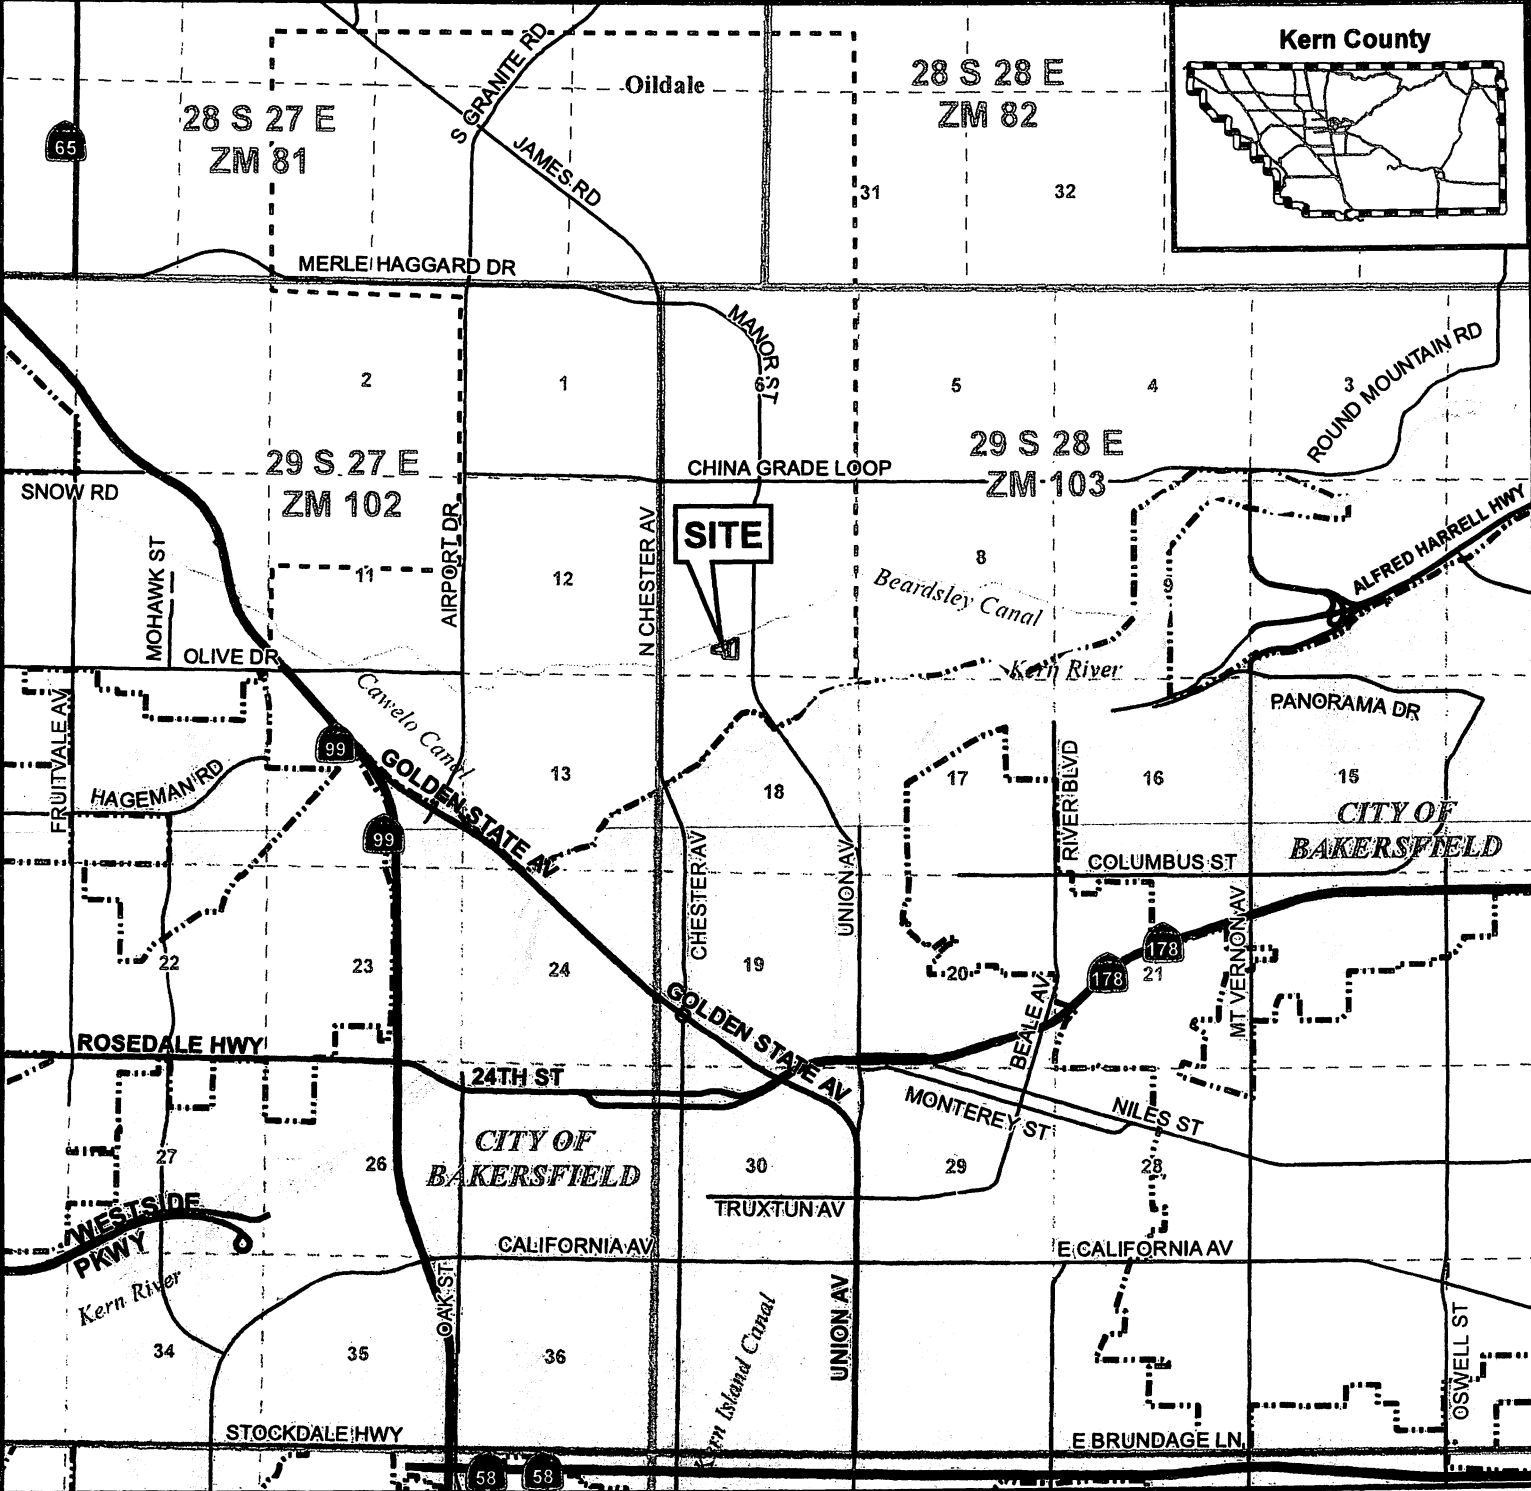 Kern County
S GRANITE RD
Oildale
28 S 28 E
ZM 82
28 S 27 E
ZM 81
65
JAMES RD
31
32
MERLE HAGGARD DR
MANOR ST
ROUND MOUNTAIN RD
2
1
6
5
4
3
29 S 27 E
ZM 102
29 S 28 E
ZM 103
CHINA GRADE LOOP
SNOW RD
MOHAWK ST
AIRPORT DR
N CHESTER AV
SITE
ALFRED HARRELL HWY
11
12
8
9
Beardsley Canal
OLIVE DR
Kern River
Cawelo Canal
FRUITVALE AV
PANORAMA DR
99
GOLDEN STATE AV
HAGEMAN RD
13
18
17
RIVER BLVD
16
15
CITY OF
BAKERSFIELD
99
CHESTER AV
UNION AV
COLUMBUS ST
MT VERNON AV
22
23
24
19
20
178
178
21
GOLDEN STATE AV
BEALE AV
ROSEDALE HWY
24TH ST
MONTEREY ST
NILES ST
CITY OF
BAKERSFIELD
27
26
30
29
28
WESTSIDE
PKWY
TRUXTUN AV
CALIFORNIA AV
E CALIFORNIA AV
Kern River
OAK ST
UNION AV
Kern Island Canal
OSWELL ST
34
35
36
STOCKDALE HWY
E BRUNDAGE LN
58
58